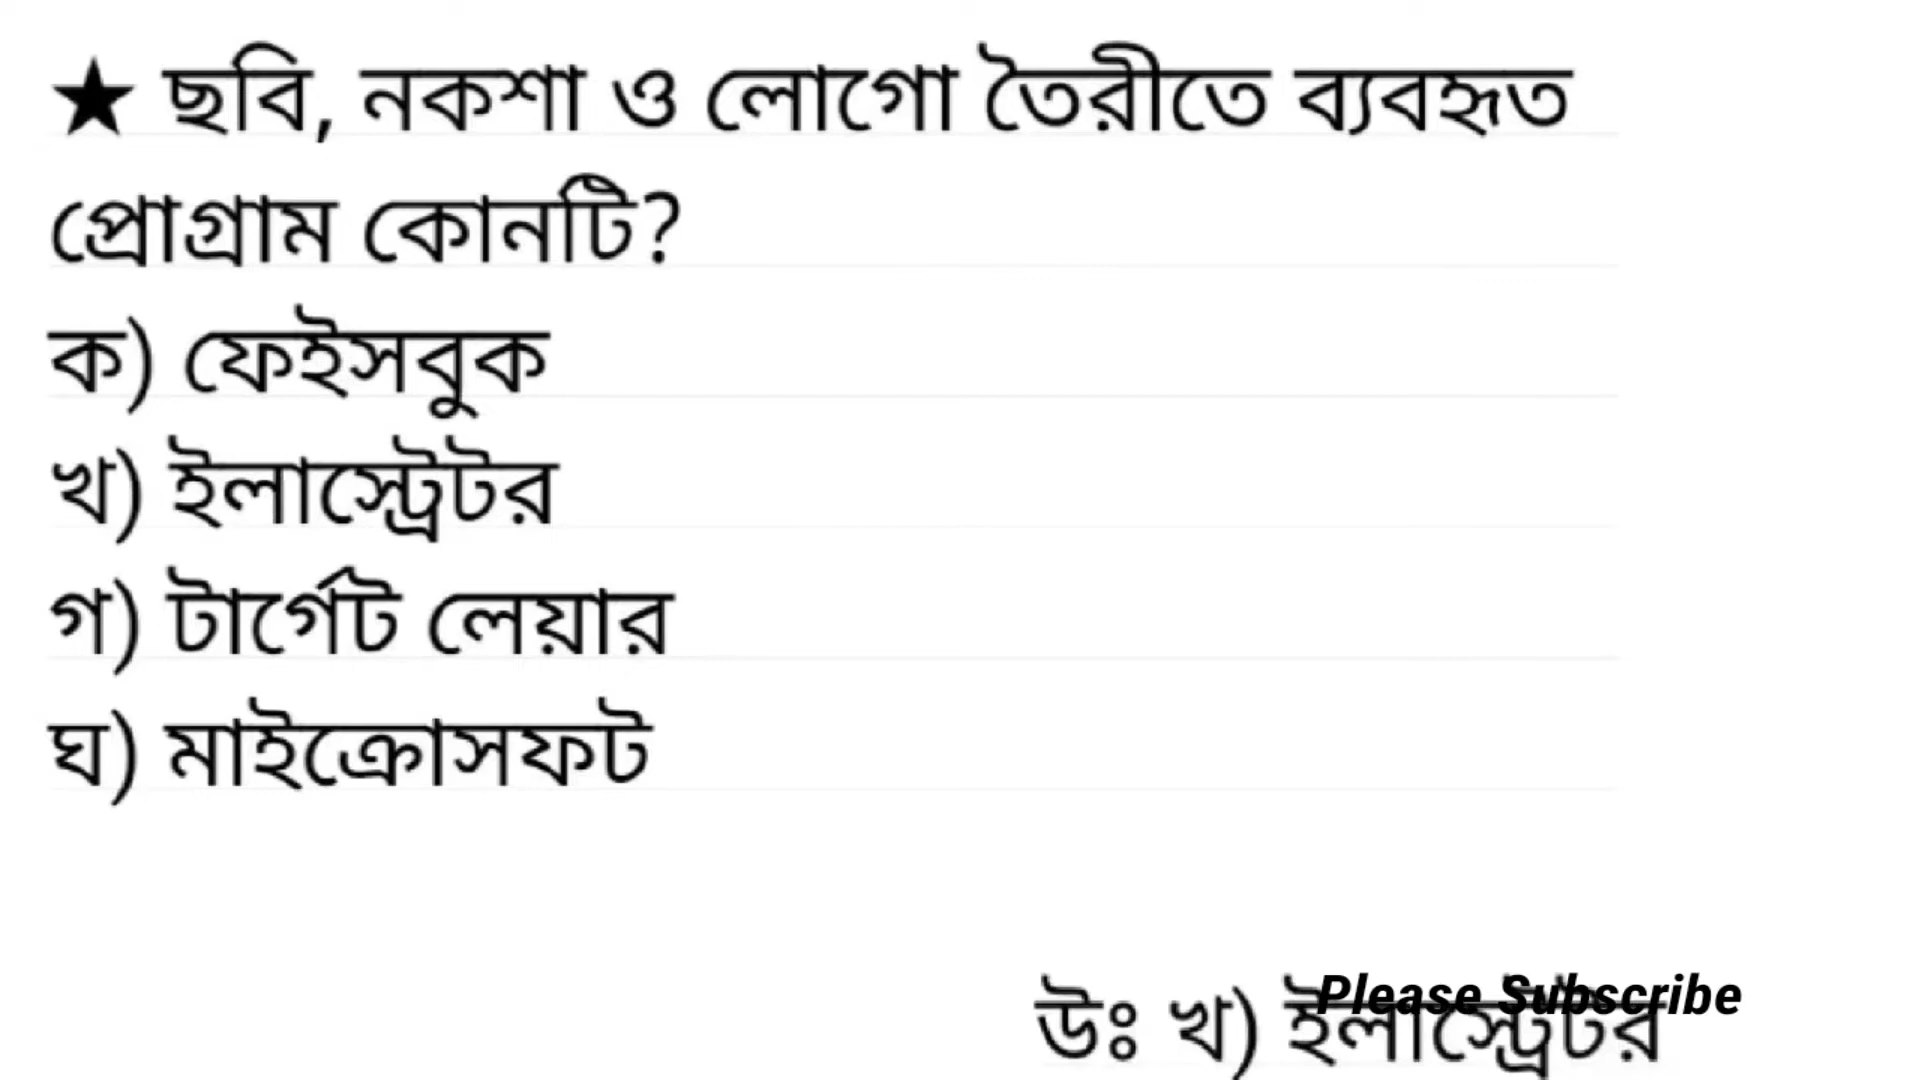 ★ ছবি, নকশা ও লোগো তৈরীতে ব্যবহৃত
প্রোগ্রাম কোনটি?
ক) ফেইসবুক
খ) ইলাস্ট্রেটর
গ) টার্গেট লেয়ার
ঘ) মাইক্রোসফট
Please Subscribe
উঃ খ) ইলাস্ট্রেটর